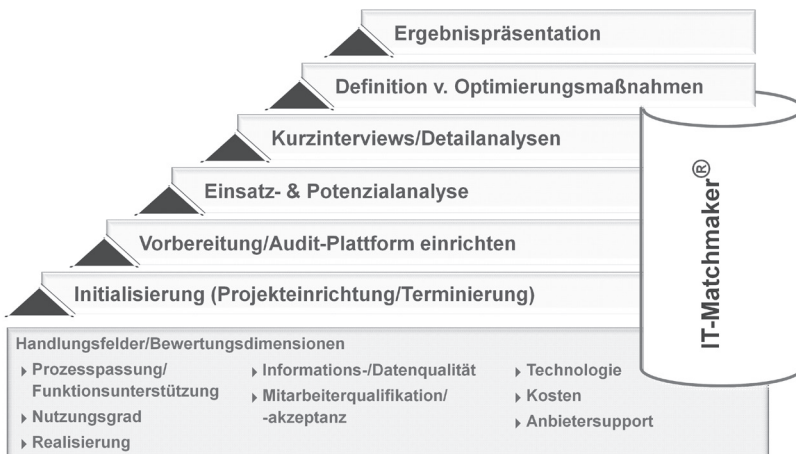 Ergebnispräsentation
Definition v. Optimierungsmaßnahmen
Kurzinterviews/Detailanalysen
Einsatz- & Potenzialanalyse
Vorbereitung/Audit-Plattform einrichten
Initialisierung (Projekteinrichtung/Terminierung)
IT-Matchmaker®
Handlungsfelder/Bewertungsdimensionen
Prozesspassung/
Funktionsunterstützung
Nutzungsgrad
Realisierung
Informations-/Datenqualität
Mitarbeiterqualifikation/
-akzeptanz
Technologie
Kosten
Anbietersupport